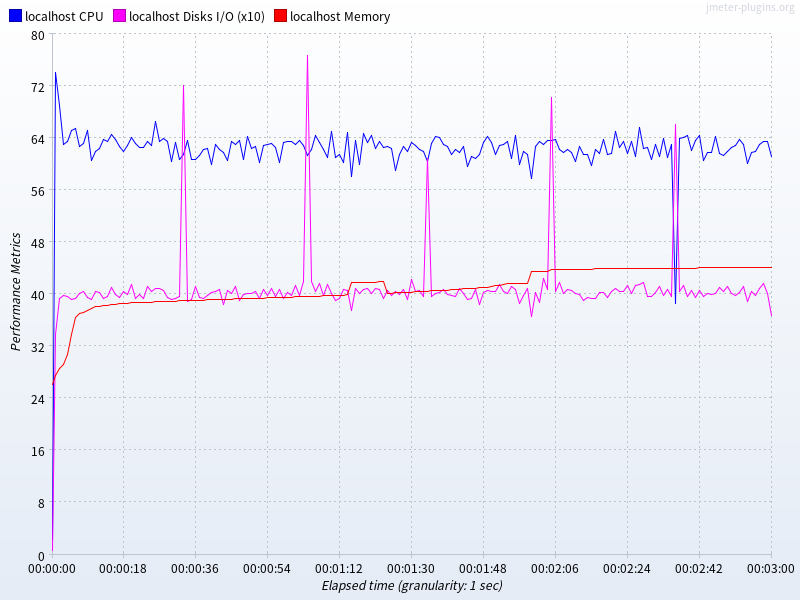 jmeter-plugins.org
localhost CPU localhost Disks I/O (x10) localhost Memory
80
72
64
56
48
40
32
24
16
8
0
Performance Metrics
00:00:00 00:00:18 00:00:36 00:00:54 00:01:12 00:01:30 00:01:48 00:02:06 00:02:24 00:02:42 00:03:00
Elapsed time (granularity: 1 sec)